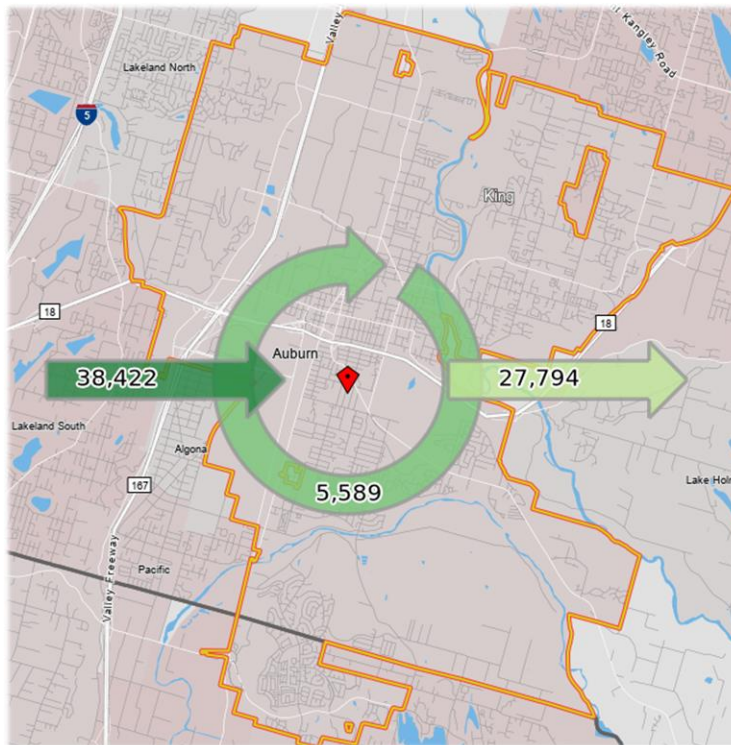 Valley
Kangley Road
Lakeland North
5
King
18
18
Auburn
38,422
27,794
Lakeland South
Algona
5,589
167
Lake Holm
Pacific
Valley Freeway